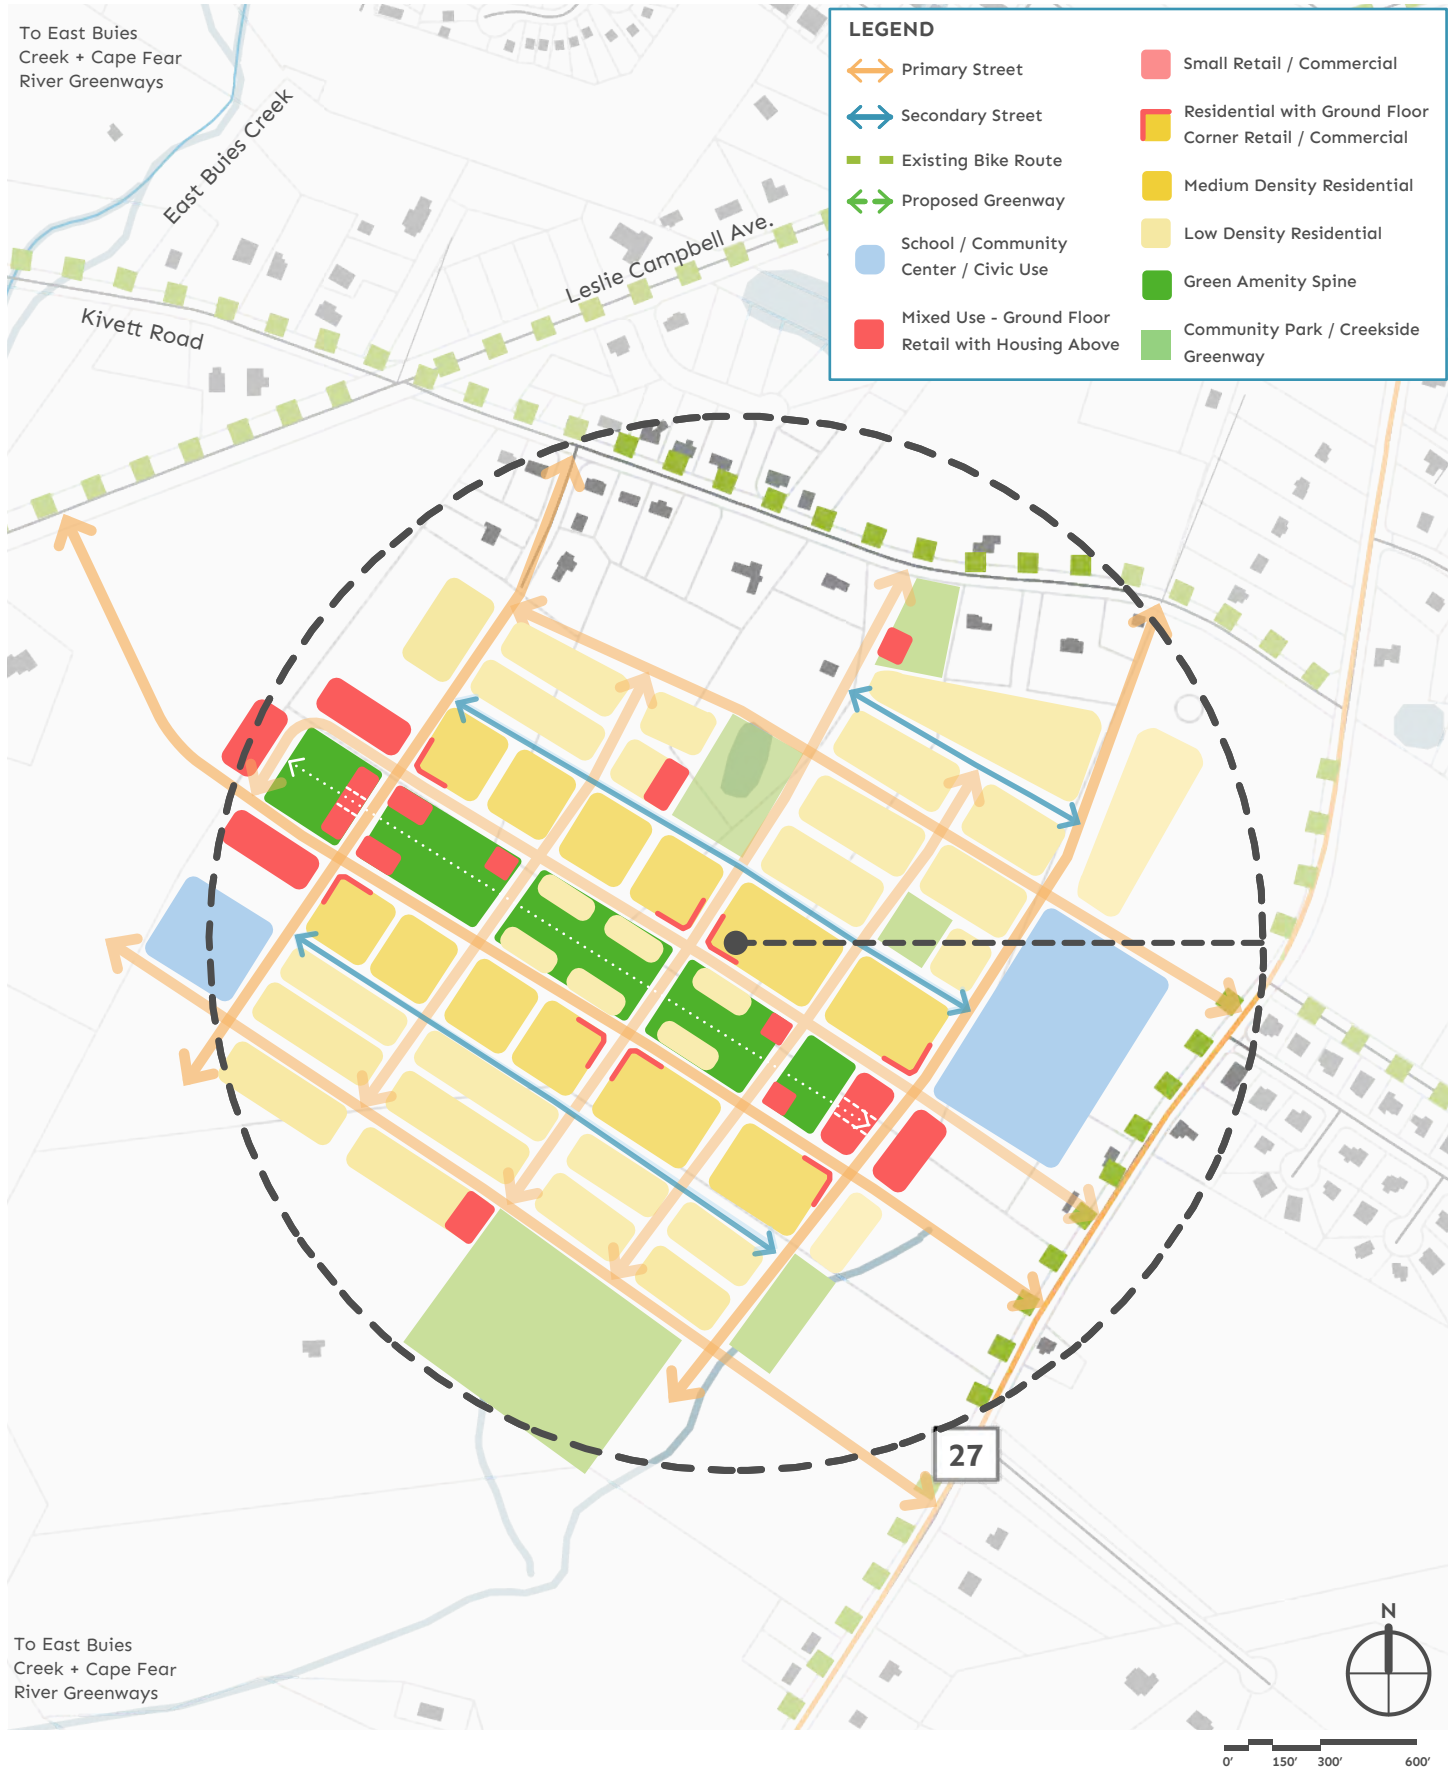 To East Buies
Creek + Cape Fear
River Greenways
East Buies Creek
Kivett Road
Leslie Campbell Ave.
LEGEND
Primary Street
Secondary Street
Existing Bike Route
Proposed Greenway
School / Community
Center / Civic Use
Mixed Use - Ground Floor
Retail with Housing Above
Small Retail / Commercial
Residential with Ground Floor
Corner Retail / Commercial
Medium Density Residential
Low Density Residential
Green Amenity Spine
Community Park / Creekside
Greenway
27
To East Buies
Creek + Cape Fear
River Greenways
N
0' 150' 300' 600'